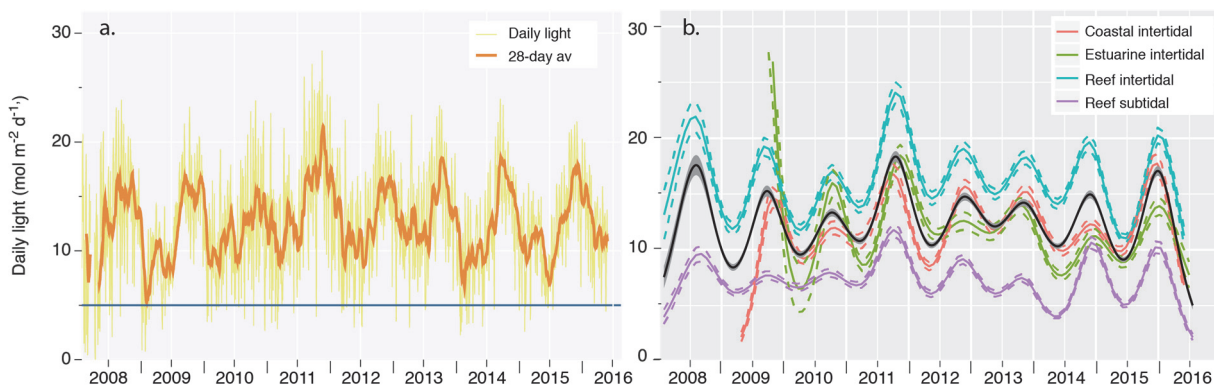 a.
Daily light
28-day av
Daily light (mol m⁻² d⁻¹,)
30
20
10
0
2008 2009 2010 2011 2012 2013 2014 2015 2016
b.
Coastal intertidal
Estuarine intertidal
Reef intertidal
Reef subtidal
30
20
10
0
2008 2009 2010 2011 2012 2013 2014 2015 2016